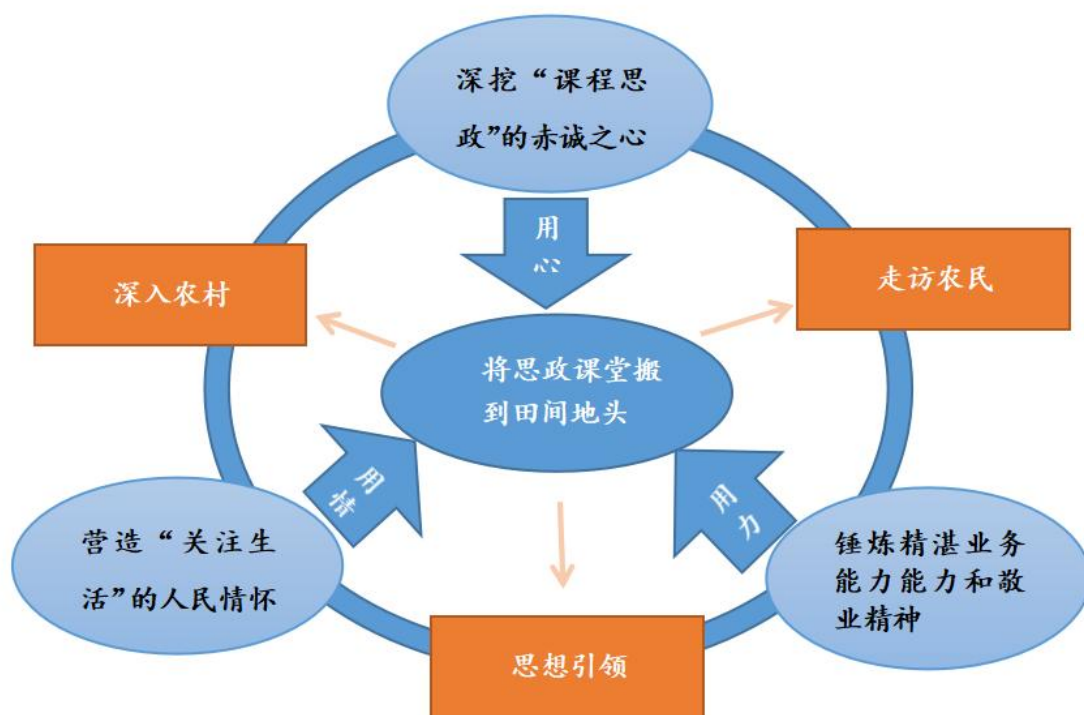 深挖“课程思
政”的赤诚之心
用
心
深入农村
走访农民
将思政课堂搬
到田间地头
用
情
用
力
营造“关注生
活”的人民情怀
锤炼精湛业务
能力能力和敬
业精神
思想引领